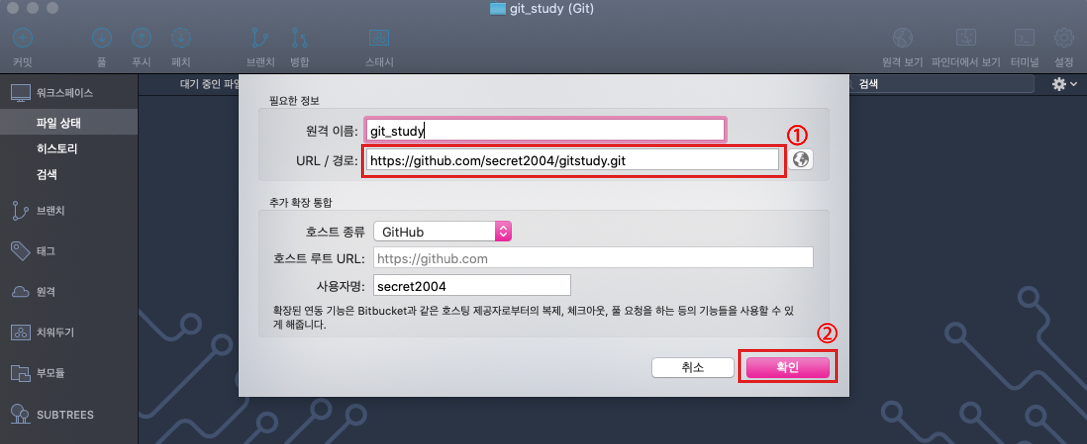 git_study (Git)
커밋 풀 푸시 페치 브랜치 병합 스태시 원격 보기 파인더에서 보기 터미널 설정
대기 중인 파일 검색
워크스페이스
파일 상태
히스토리
검색
브랜치
태그
원격
치워두기
부모듈
SUBTREES
필요한 정보
원격 이름: git_study
①
URL / 경로: https://github.com/secret2004/gitstudy.git
추가 확장 통합
호스트 종류 GitHub
호스트 루트 URL: https://github.com
사용자명: secret2004
확장된 연동 기능은 Bitbucket과 같은 호스팅 제공자로부터의 복제, 체크아웃, 풀 요청을 하는 등의 기능들을 사용할 수 있
게 해줍니다.
②
취소 확인